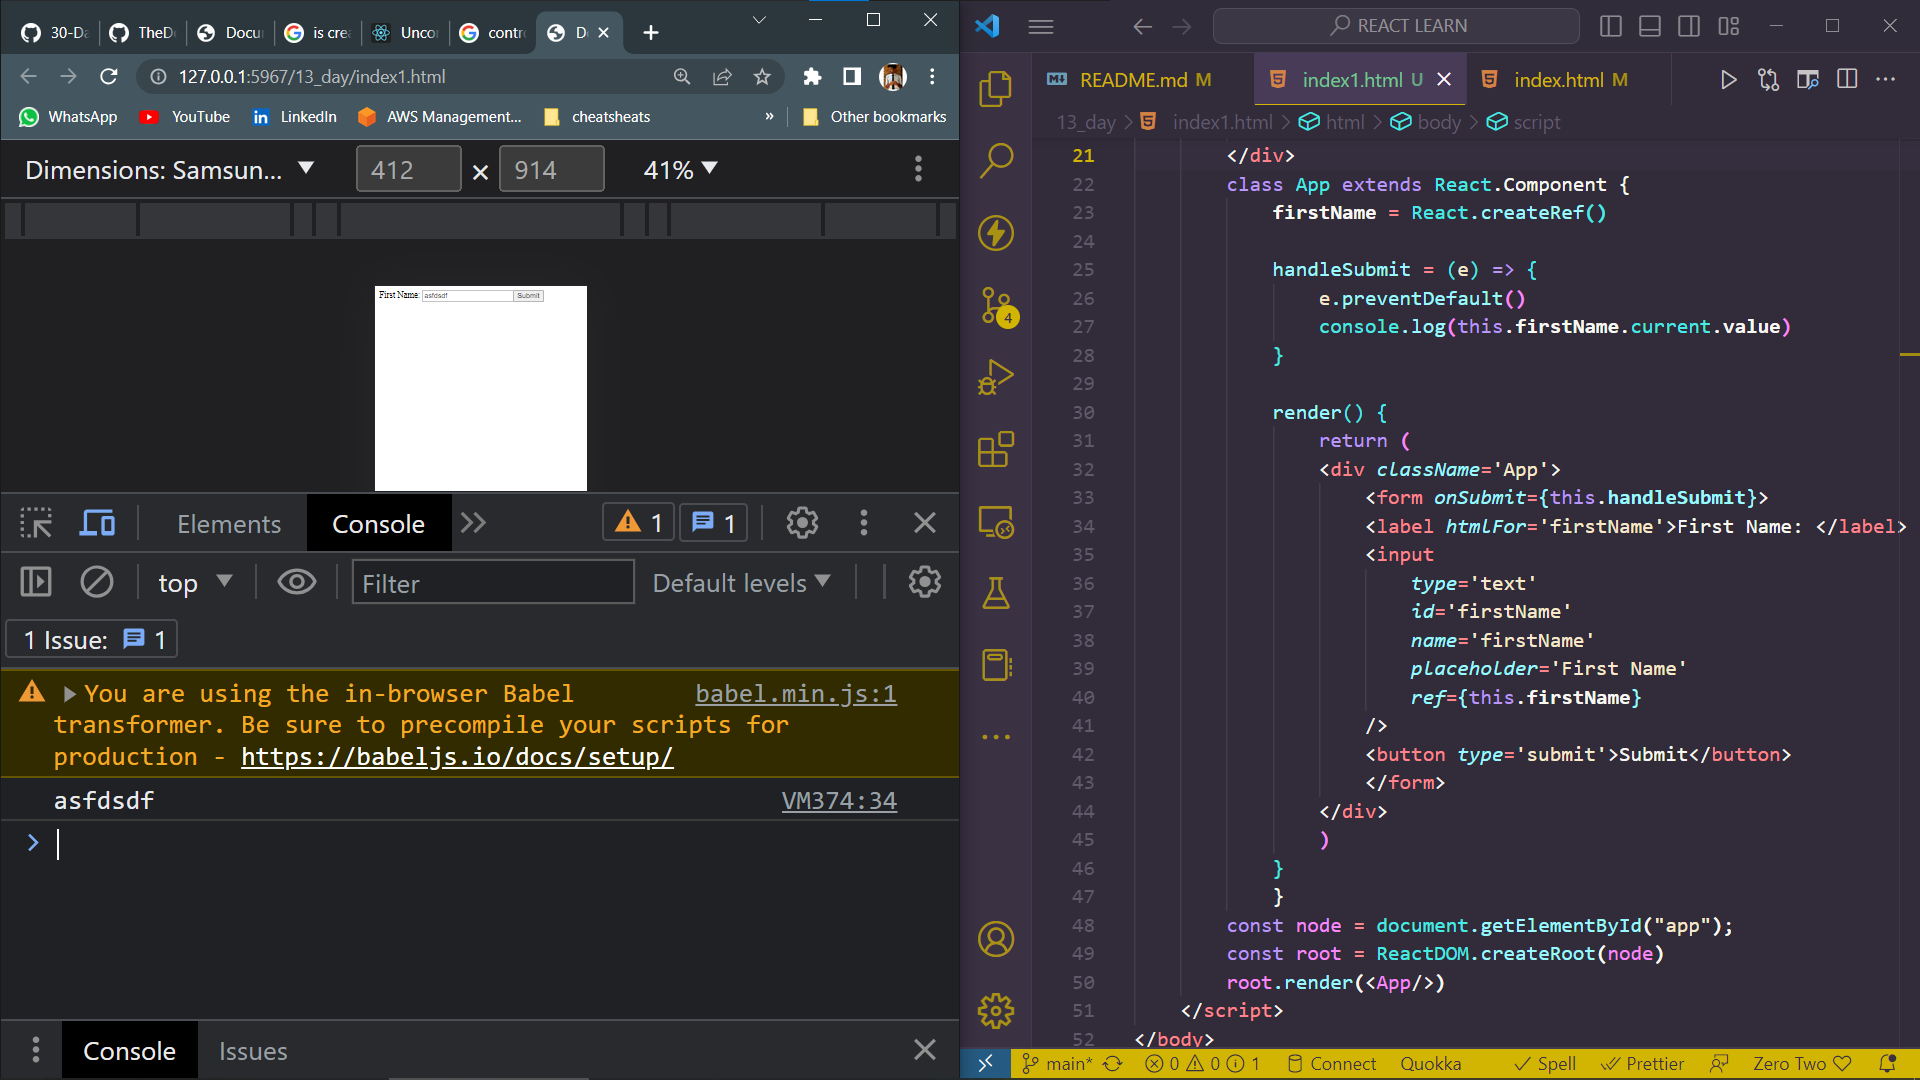 30-Da
TheDe
Docu
is crea
Uncor
contro
D
127.0.0.1:5967/13_day/index1.html
WhatsApp
YouTube
LinkedIn
AWS Management...
cheatsheats
»
Other bookmarks
Dimensions: Samsun...
412 × 914
41%
First Name: asfdsdf Submit
Elements
Console
1
1
top
Filter
Default levels
1 Issue: 1
You are using the in-browser Babel babel.min.js:1
transformer. Be sure to precompile your scripts for
production - https://babeljs.io/docs/setup/
asfdsdf VM374:34
Console
Issues
REACT LEARN
README.md M
index1.html U
index.html M
13_day > index1.html > html > body > script
21 </div>
22 class App extends React.Component {
23 firstName = React.createRef()
24
25 handleSubmit = (e) => {
26 e.preventDefault()
27 console.log(this.firstName.current.value)
28 }
29
30 render() {
31 return (
32 <div className='App'>
33 <form onSubmit={this.handleSubmit}>
34 <label htmlFor='firstName'>First Name: </label>
35 <input
36 type='text'
37 id='firstName'
38 name='firstName'
39 placeholder='First Name'
40 ref={this.firstName}
41 />
42 <button type='submit'>Submit</button>
43 </form>
44 </div>
45 )
46 }
47 }
48 const node = document.getElementById("app");
49 const root = ReactDOM.createRoot(node)
50 root.render(<App/>)
51 </script>
52 </body>
4
main*
0 0 1
Connect
Quokka
Spell
Prettier
Zero Two